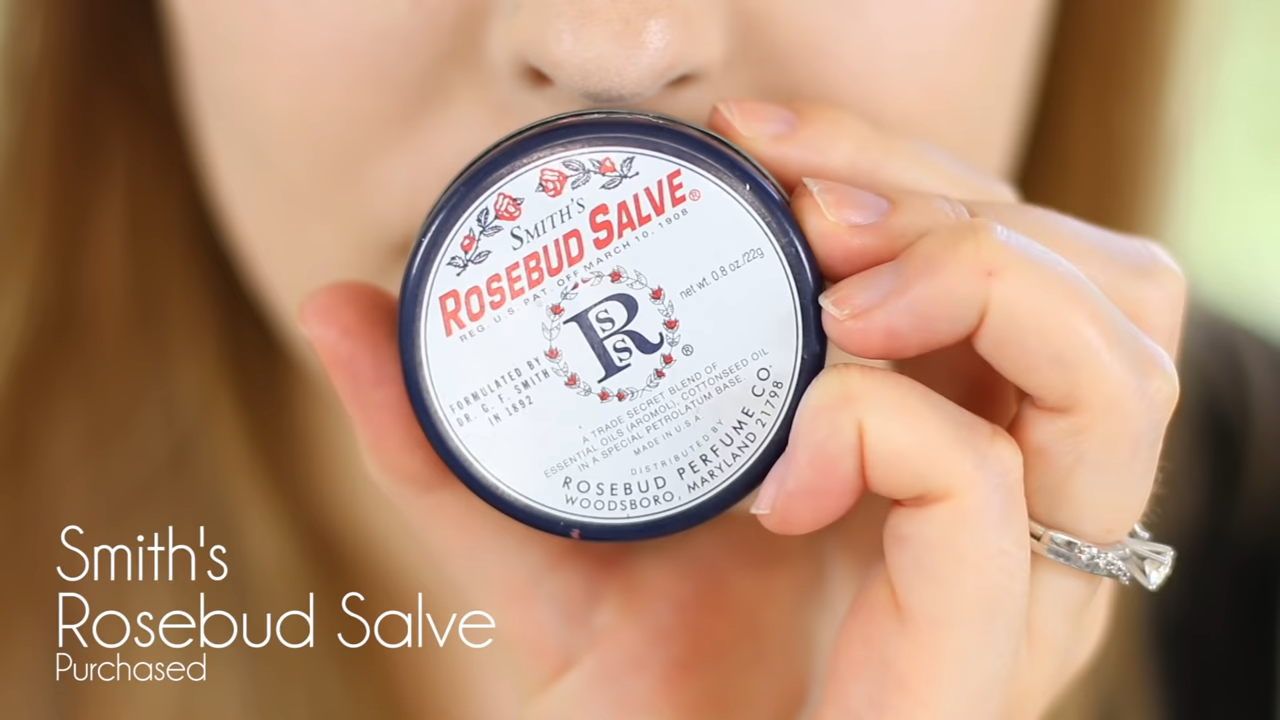 SMITH'S
ROSEBUD SALVE®
REG. U.S. PAT. OFF MARCH 10, 1908
net wt. 0.8 oz./22g
RSS
®
FORMULATED BY
DR. G. F. SMITH
IN 1892
A TRADE SECRET BLEND OF
ESSENTIAL OILS (AROMOL), COTTONSEED OIL
IN A SPECIAL PETROLATUM BASE.
MADE IN U.S.A
DISTRIBUTED BY
ROSEBUD PERFUME CO.
WOODSBORO, MARYLAND 21798
Smith's
Rosebud Salve
Purchased